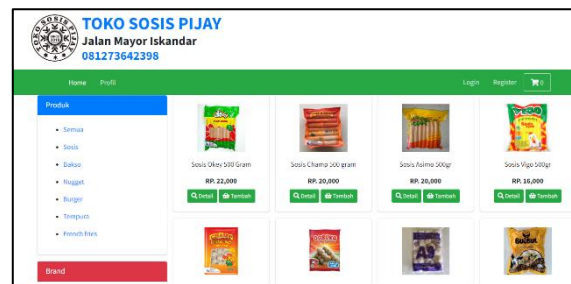 TOKO SOSIS PIJAY
Jalan Mayor Iskandar
081273642398
Home Profil Login Register 0
Produk
Semua
Sosis
Bakso
Nugget
Burger
Tempura
French fries
Brand
Sosis Okey 500 Gram
RP. 22,000
Detail Tambah
Sosis Champ 500 gram
RP. 20,000
Detail Tambah
Sosis Asimo 500gr
RP. 20,000
Detail Tambah
Sosis Vigo 500gr
RP. 16,000
Detail Tambah